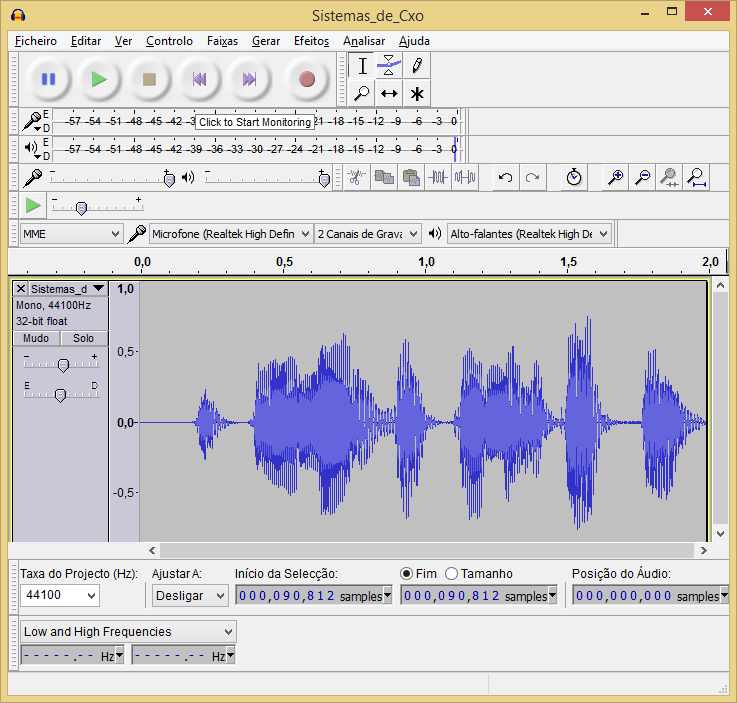 Sistemas_de_Cxo
Ficheiro Editar Ver Controlo Faixas Gerar Efeitos Analisar Ajuda
E D -57 -54 -51 -48 -45 -42 -3 Click to Start Monitoring 21 -18 -15 -12 -9 -6 -3 0
E D -57 -54 -51 -48 -45 -42 -39 -36 -33 -30 -27 -24 -21 -18 -15 -12 -9 -6 -3 0
- + - +
- +
MME Microfone (Realtek High Defin 2 Canais de Grava Alto-falantes (Realtek High De
0,0 0,5 1,0 1,5 2,0
Sistemas_d 1,0
Mono, 44100Hz
32-bit float
Mudo Solo
- +
E D
0,5-
0,0-
-0,5-
Taxa do Projecto (Hz): Ajustar A: Início da Selecção: Fim Tamanho Posição do Áudio:
44100 Desligar 000,090,812 samples 000,090,812 samples 000,000,000 samples
Low and High Frequencies
-----.-- Hz -----.-- Hz